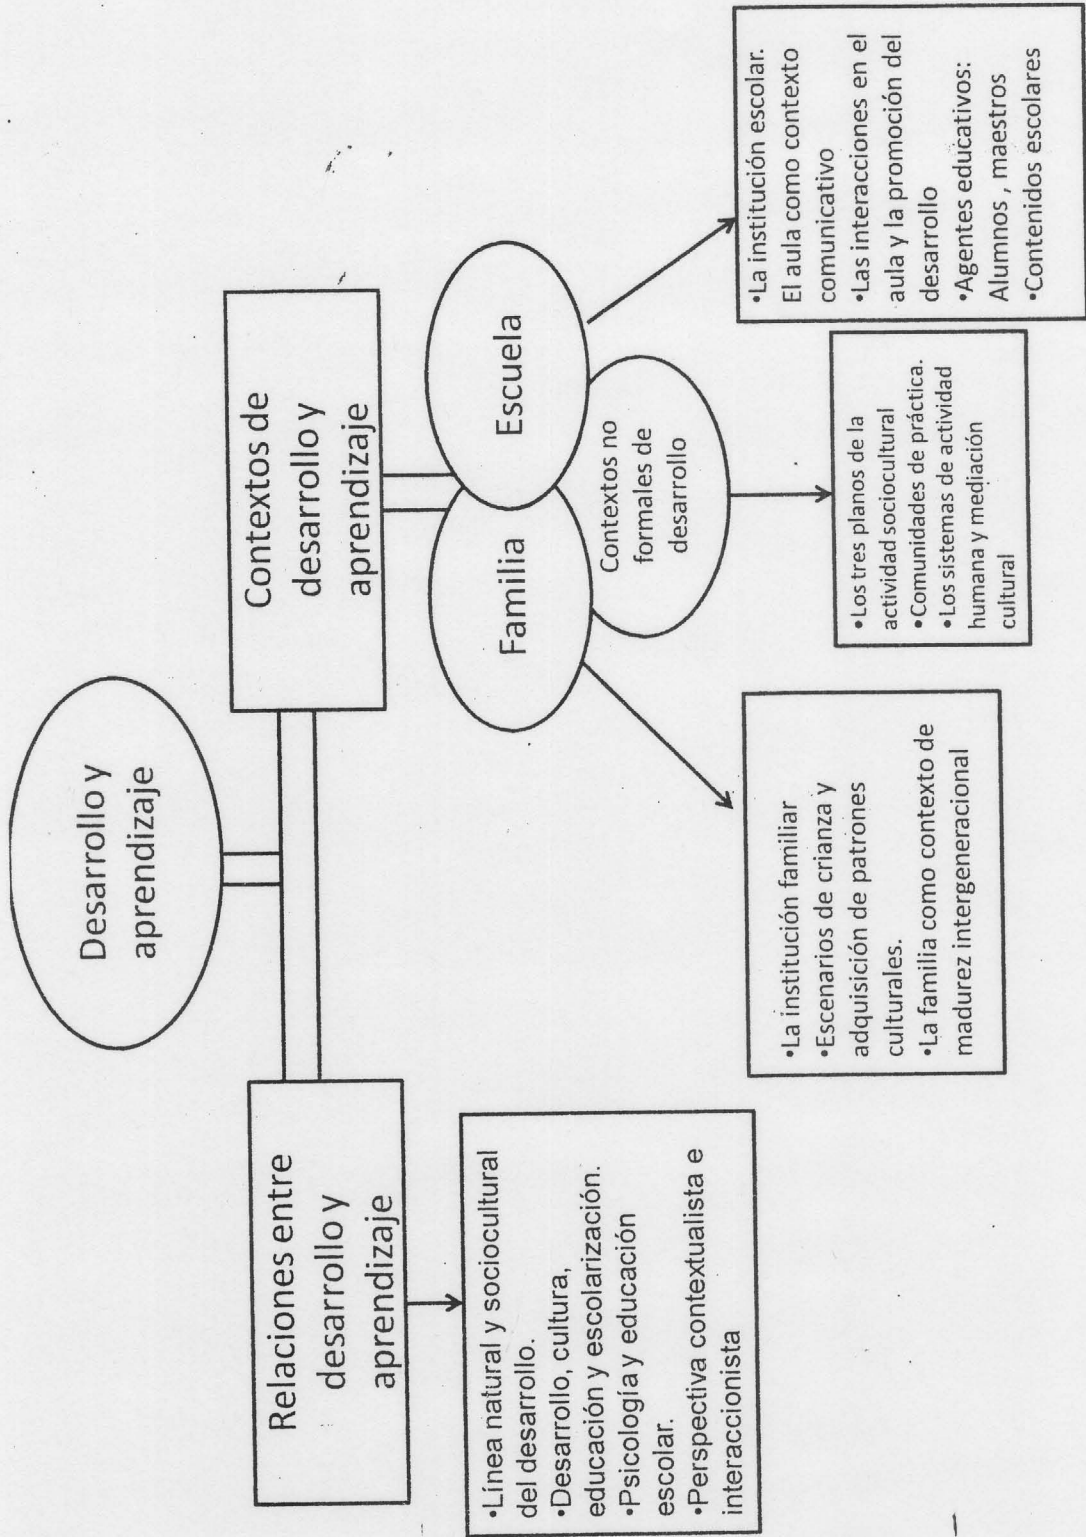 Desarrollo y
aprendizaje
Relaciones entre
desarrollo y
aprendizaje
•Línea natural y sociocultural
del desarrollo.
•Desarrollo, cultura,
educación y escolarización.
•Psicología y educación
escolar.
•Perspectiva contextualista e
interaccionista
Contextos de
desarrollo y
aprendizaje
Familia
Escuela
Contextos no
formales de
desarrollo
•La institución familiar
•Escenarios de crianza y
adquisición de patrones
culturales.
•La familia como contexto de
madurez intergeneracional
•Los tres planos de la
actividad sociocultural
•Comunidades de práctica.
•Los sistemas de actividad
humana y mediación
cultural
•La institución escolar.
El aula como contexto
comunicativo
•Las interacciones en el
aula y la promoción del
desarrollo
•Agentes educativos:
Alumnos , maestros
•Contenidos escolares